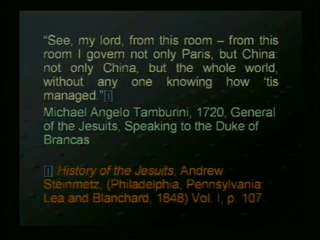 “See, my lord, from this room – from this
room I govern not only Paris, but China:
not only China, but the whole world,
without any one knowing how ‘tis
managed.”[i]
Michael Angelo Tamburini, 1720, General
of the Jesuits, Speaking to the Duke of
Brancas
[i] History of the Jesuits, Andrew
Steinmetz, (Philadelphia, Pennsylvania:
Lea and Blanchard, 1848) Vol. I, p. 107.